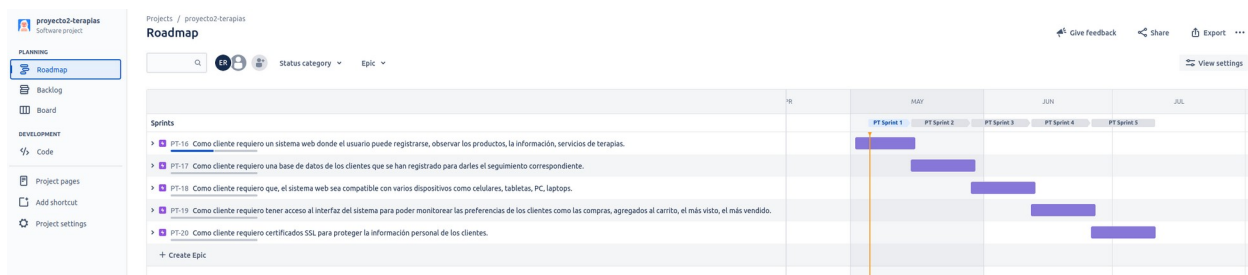 proyecto2-terapias
Software project
PLANNING
Roadmap
Backlog
Board
DEVELOPMENT
Code
Project pages
Add shortcut
Project settings
Projects / proyecto2-terapias
Roadmap
Give feedback
Share
Export
ER
Status category
Epic
View settings
PR MAY JUN JUL
Sprints
PT Sprint 1 PT Sprint 2 PT Sprint 3 PT Sprint 4 PT Sprint 5
PT-16 Como cliente requiero un sistema web donde el usuario puede registrarse, observar los productos, la información, servicios de terapias.
PT-17 Como cliente requiero una base de datos de los clientes que se han registrado para darles el seguimiento correspondiente.
PT-18 Como cliente requiero que, el sistema web sea compatible con varios dispositivos como celulares, tabletas, PC, laptops.
PT-19 Como cliente requiero tener acceso al interfaz del sistema para poder monitorear las preferencias de los clientes como las compras, agregados al carrito, el más visto, el más vendido.
PT-20 Como cliente requiero certificados SSL para proteger la información personal de los clientes.
+ Create Epic